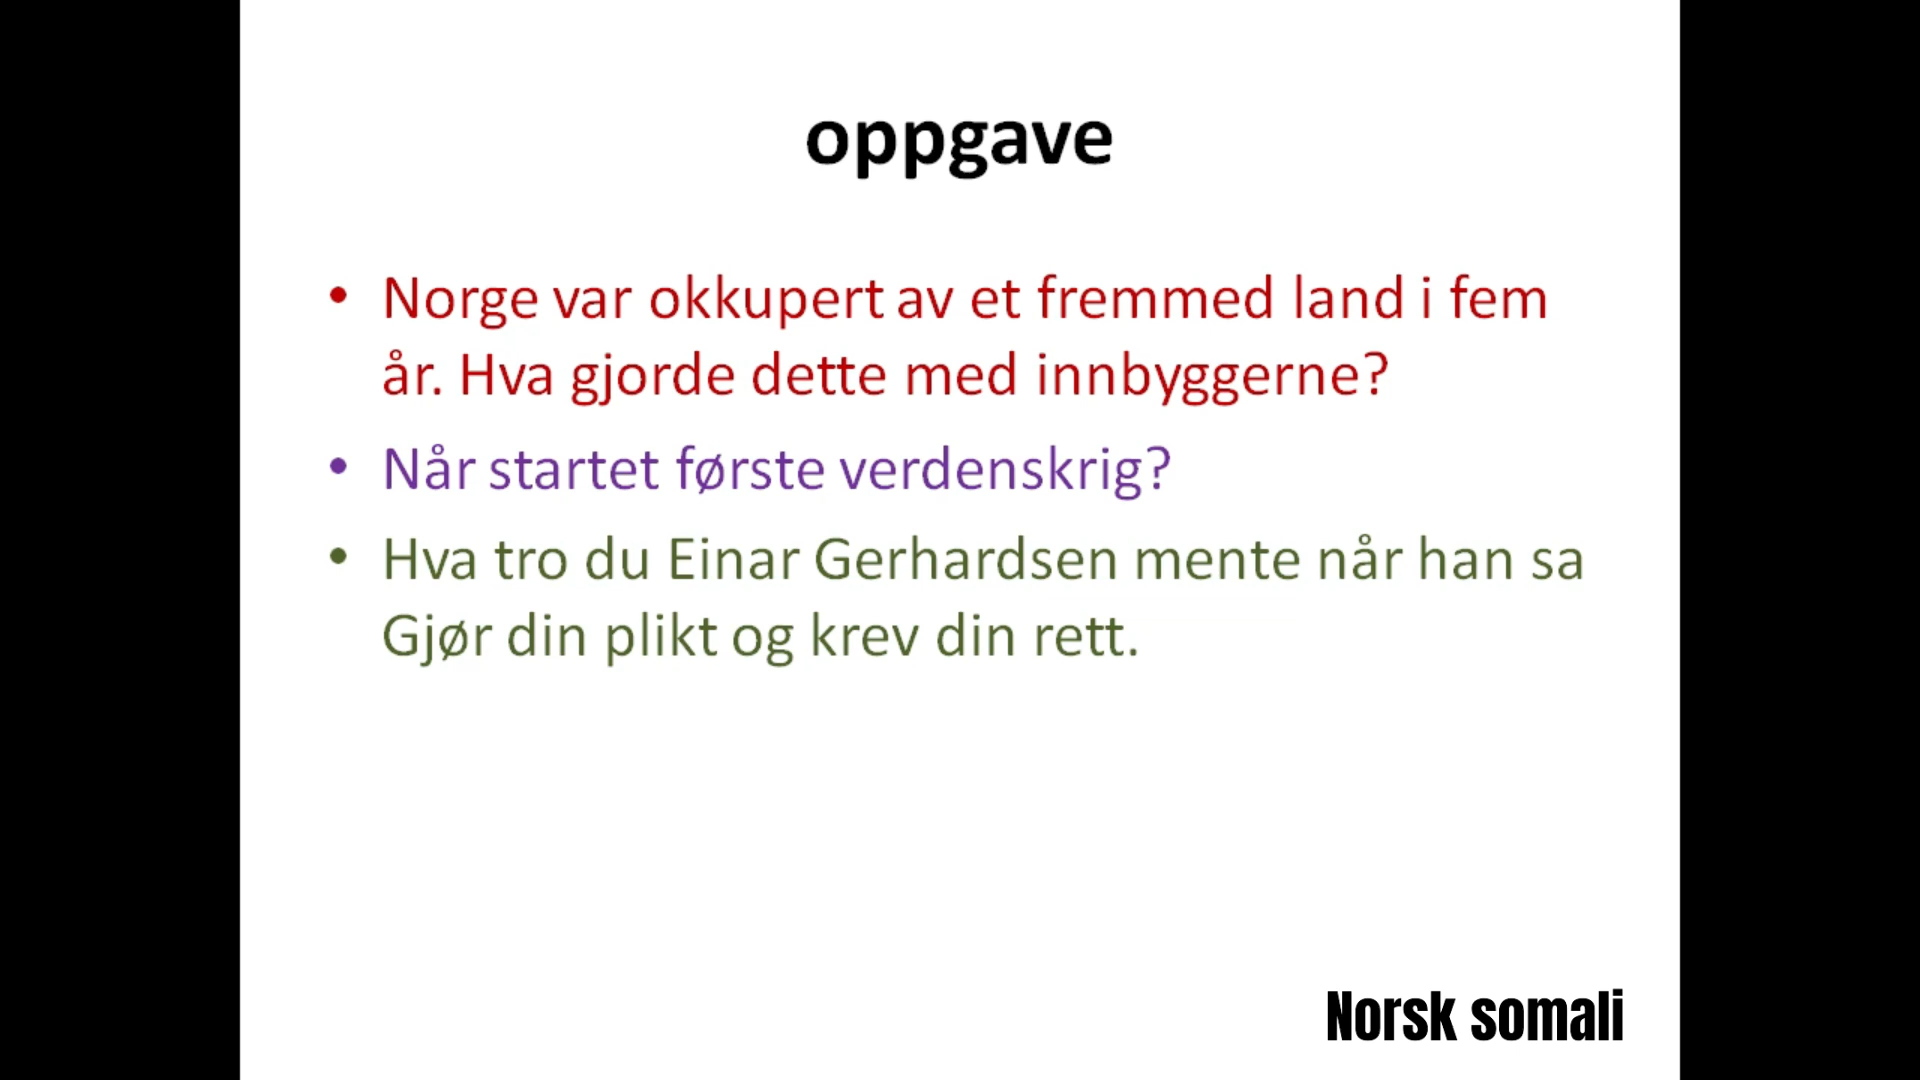 oppgave
• Norge var okkupert av et fremmed land i fem
år. Hva gjorde dette med innbyggerne?
• Når startet første verdenskrig?
• Hva tro du Einar Gerhardsen mente når han sa
Gjør din plikt og krev din rett.
Norsk somali